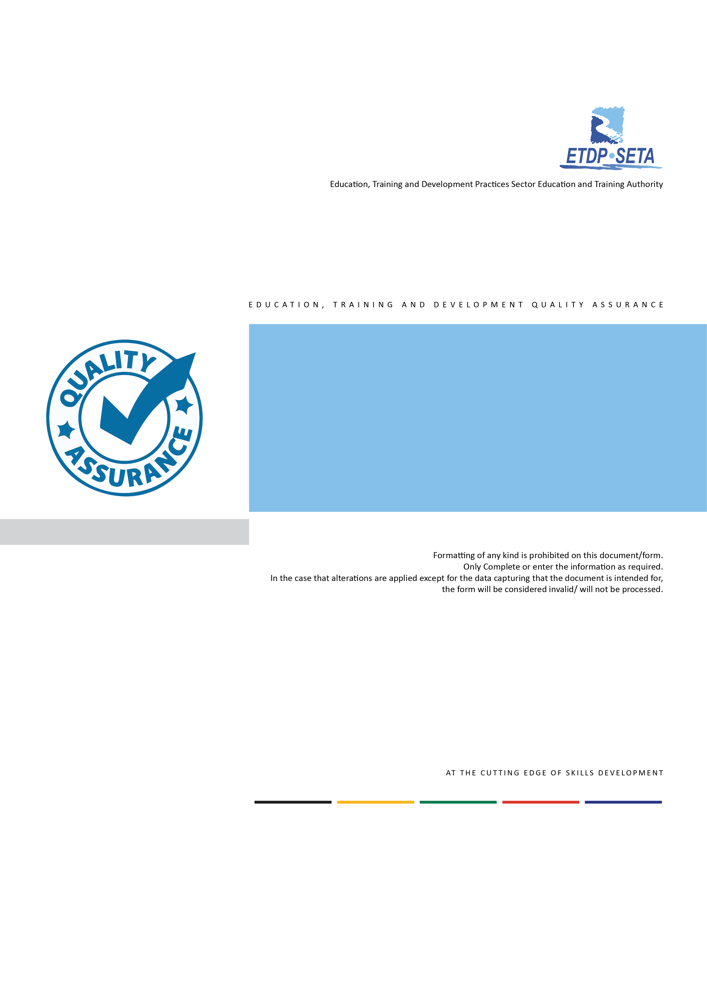 ETDP•SETA
Education, Training and Development Practices Sector Education and Training Authority
EDUCATION, TRAINING AND DEVELOPMENT QUALITY ASSURANCE
QUALITY
ASSURANCE
Formatting of any kind is prohibited on this document/form.
Only Complete or enter the information as required.
In the case that alterations are applied except for the data capturing that the document is intended for,
the form will be considered invalid/ will not be processed.
AT THE CUTTING EDGE OF SKILLS DEVELOPMENT